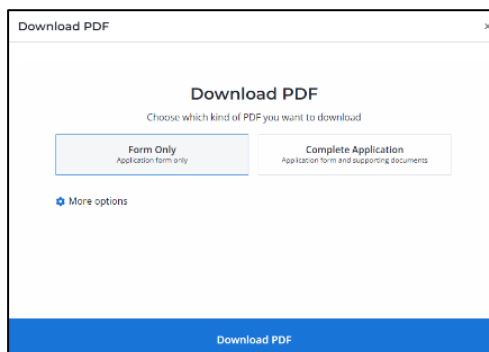 Download PDF
×
Download PDF
Choose which kind of PDF you want to download
Form Only
Application form only
Complete Application
Application form and supporting documents
More options
Download PDF